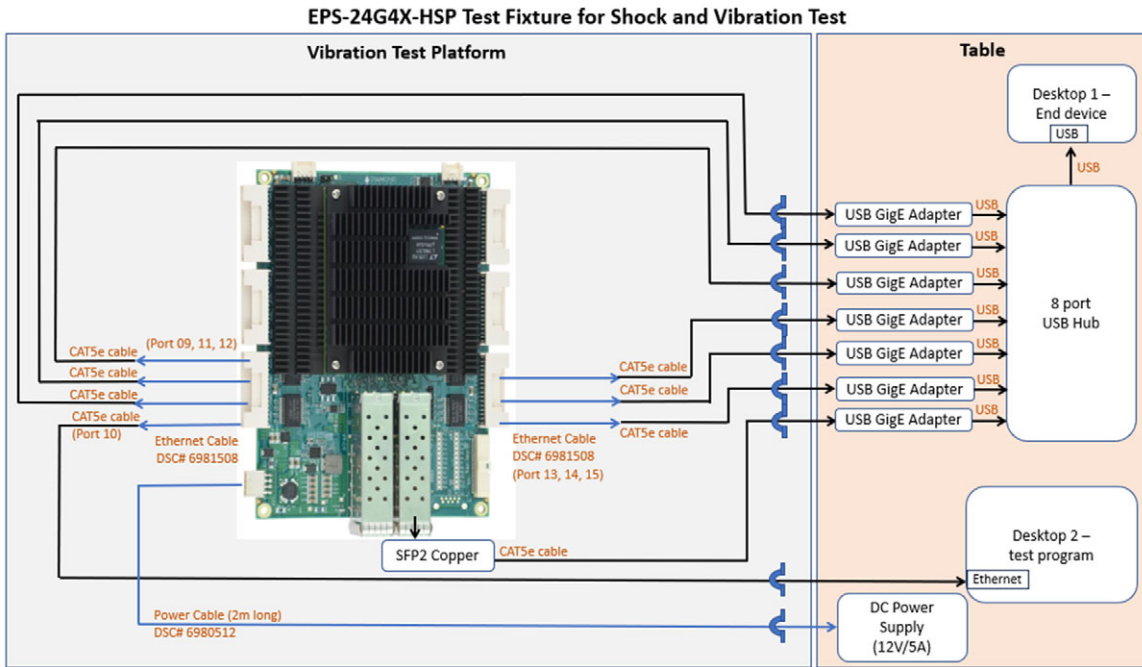 EPS-24G4X-HSP Test Fixture for Shock and Vibration Test
Vibration Test Platform
Table
Desktop 1 –
End device
USB
USB
USB GigE Adapter
USB
USB GigE Adapter
USB
USB GigE Adapter
USB
USB GigE Adapter
USB
USB GigE Adapter
USB
USB GigE Adapter
USB
USB GigE Adapter
USB
8 port
USB Hub
(Port 09, 11, 12)
CAT5e cable
CAT5e cable
CAT5e cable
CAT5e cable
(Port 10)
Ethernet Cable
DSC# 6981508
CAT5e cable
CAT5e cable
CAT5e cable
Ethernet Cable
DSC# 6981508
(Port 13, 14, 15)
SFP2 Copper
CAT5e cable
Desktop 2 –
test program
Ethernet
Power Cable (2m long)
DSC# 6980512
DC Power
Supply
(12V/5A)